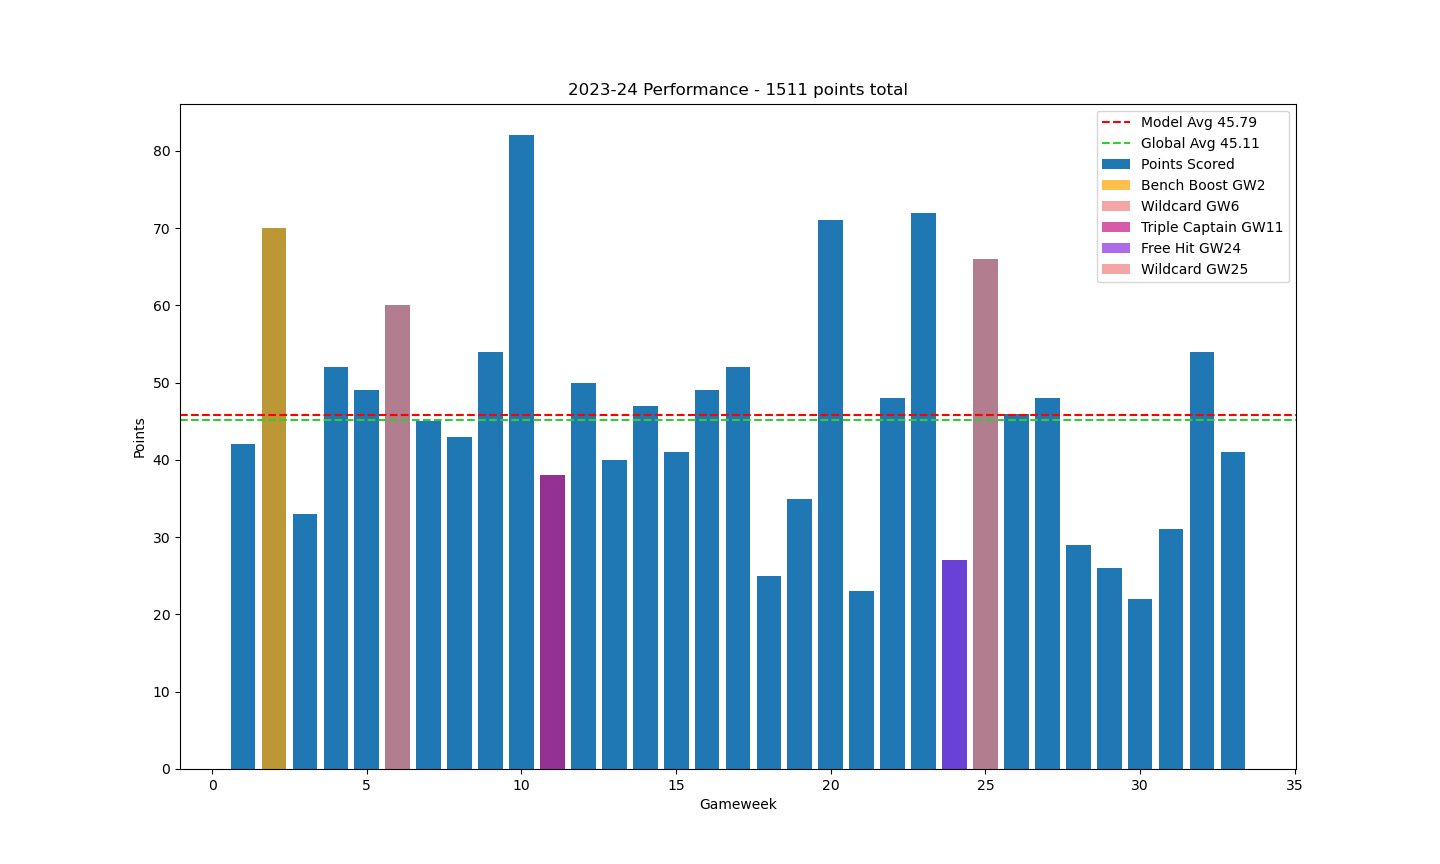 2023-24 Performance - 1511 points total
Model Avg 45.79
Global Avg 45.11
Points Scored
Bench Boost GW2
Wildcard GW6
Triple Captain GW11
Free Hit GW24
Wildcard GW25
80
70
60
50
40
30
20
10
0
Points
0 5 10 15 20 25 30 35
Gameweek